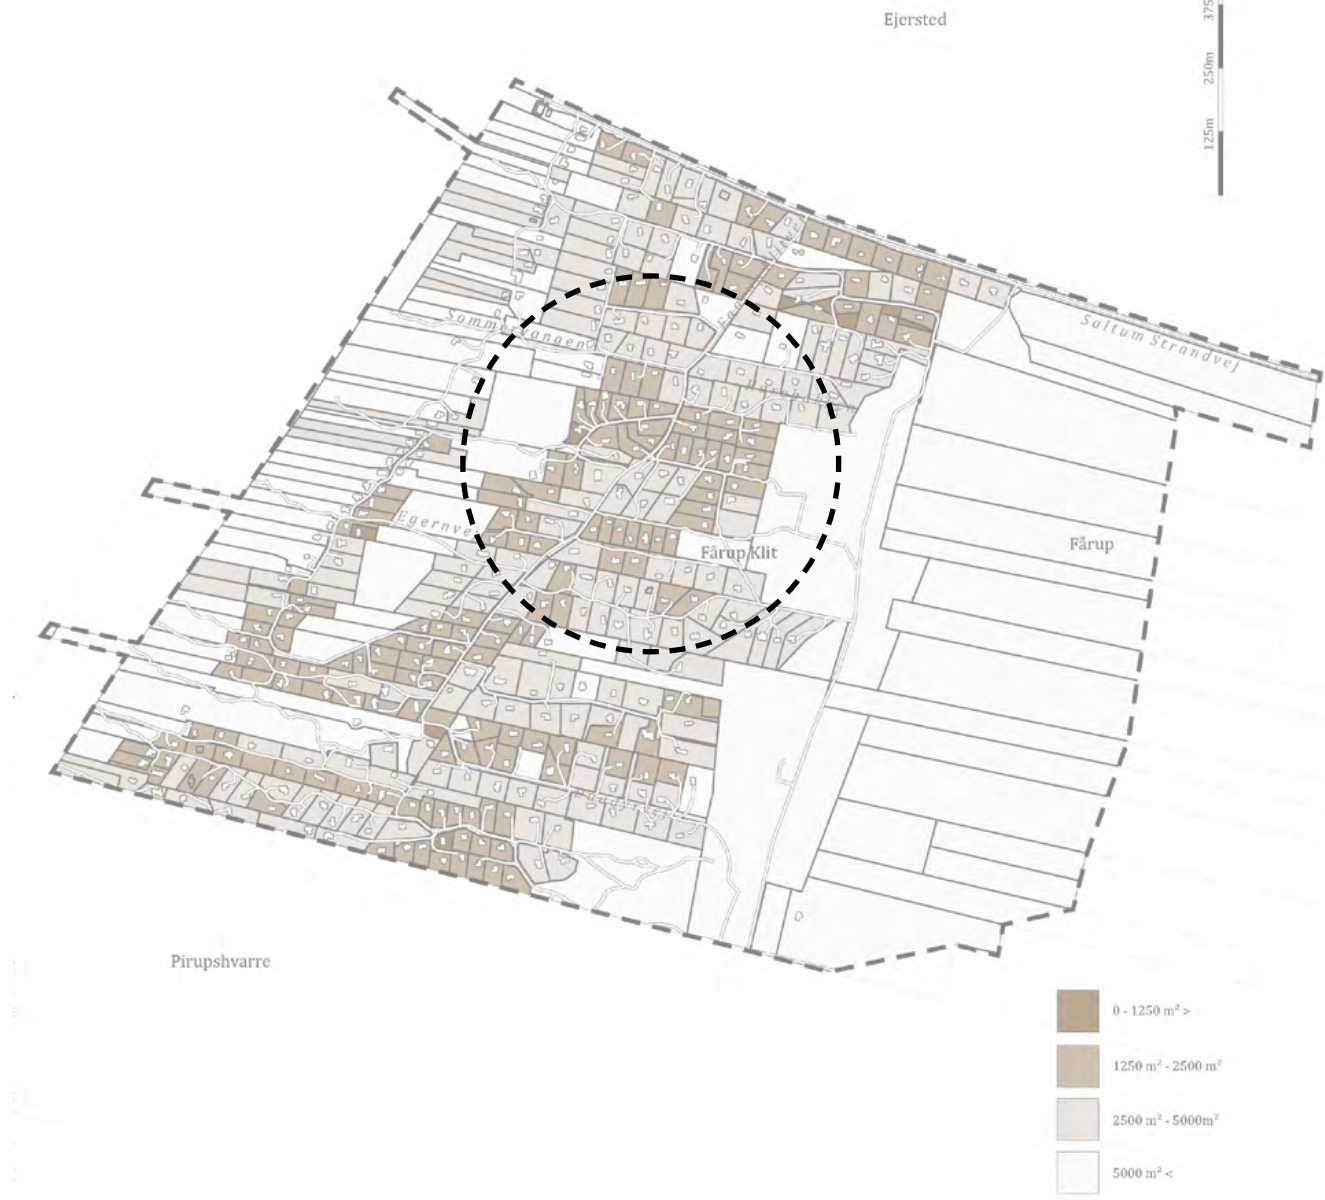 Ejersted
375
250m
125m
Saltum Strandvej
Sommervangen
Egernvej
Fårup Klit
Fårup
Pirupshvarre
0 - 1250 m² >
1250 m² - 2500 m²
2500 m² - 5000m²
5000 m² <